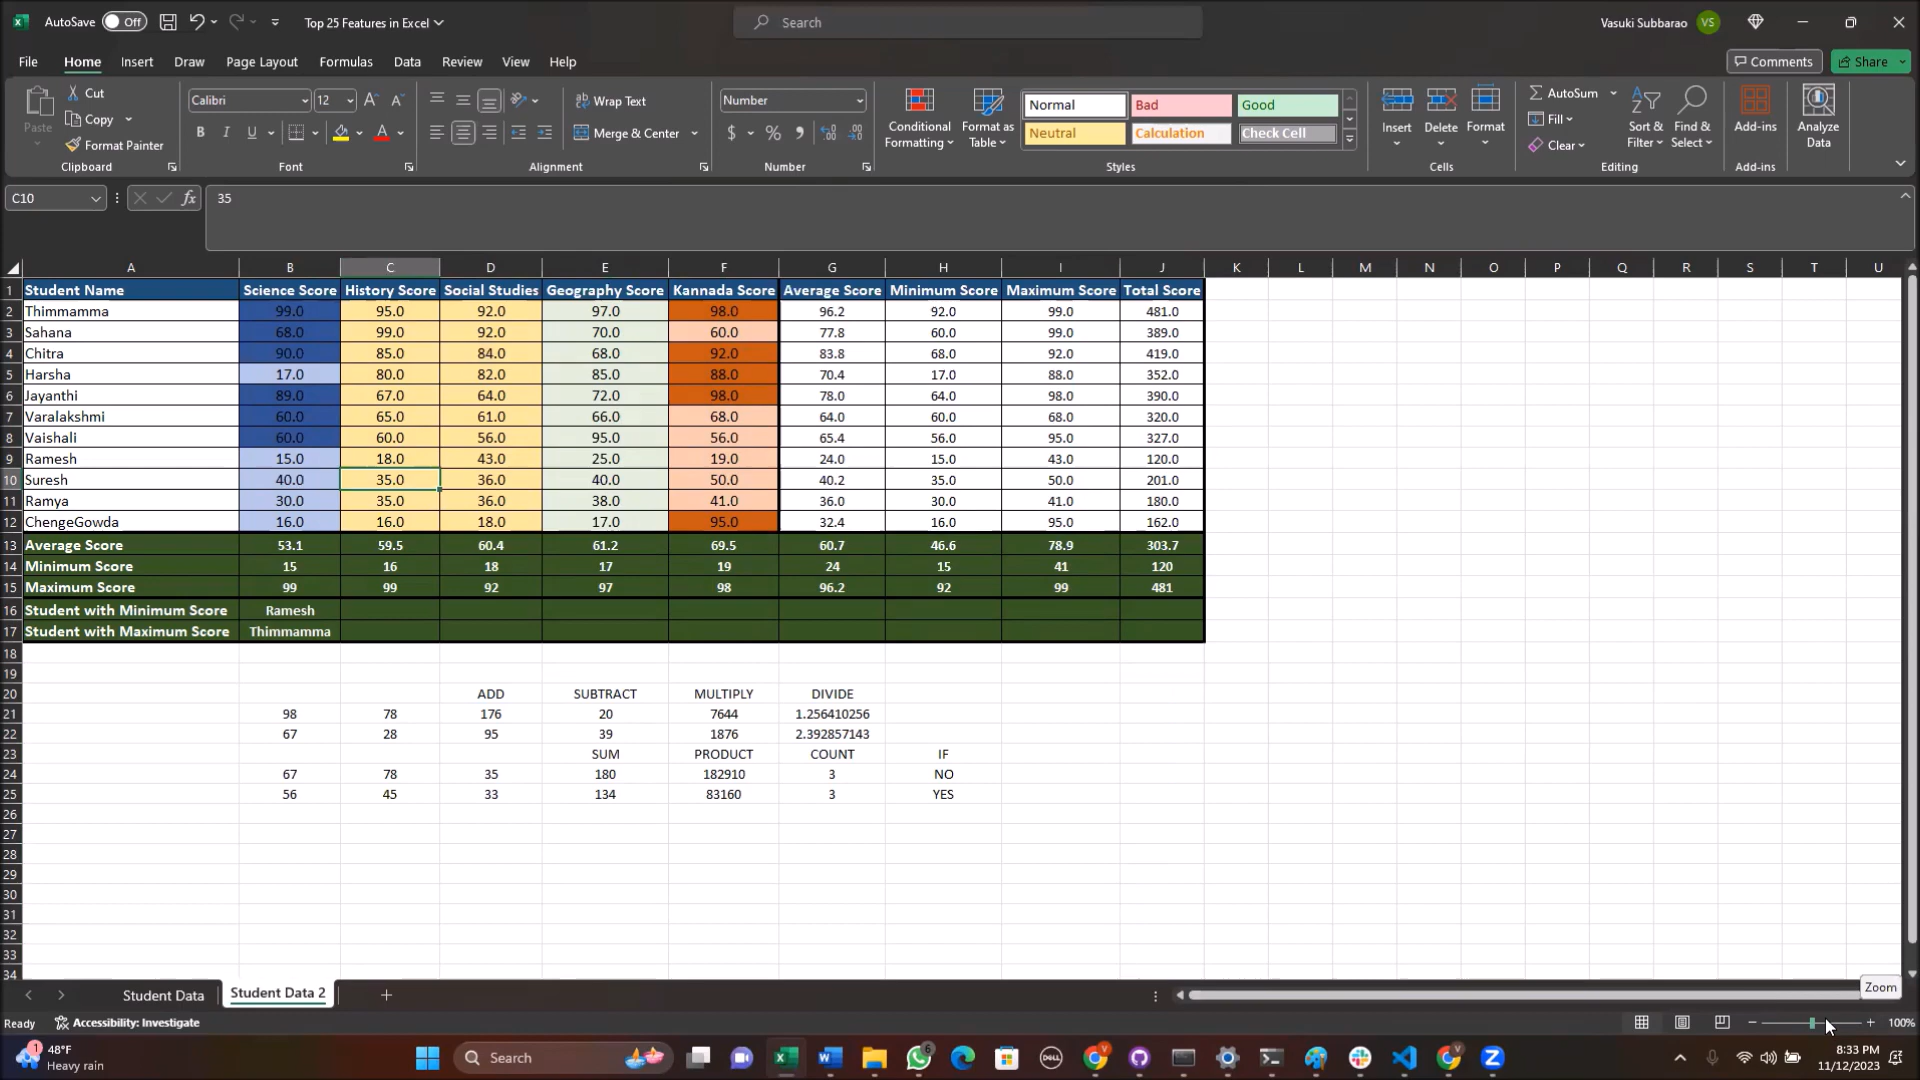 AutoSave Off Top 25 Features in Excel Search Vasuki Subbarao VS
File Home Insert Draw Page Layout Formulas Data Review View Help Comments Share
Paste Cut Copy Format Painter Clipboard
Calibri 12 B I U A Font
Wrap Text Merge & Center Alignment
Number $ % Number
Conditional Formatting Format as Table Normal Bad Good Neutral Calculation Check Cell Styles
Insert Delete Format Cells
AutoSum Fill Clear Sort & Filter Find & Select Editing
Add-ins Add-ins
Analyze Data
C10 fx 35
A B C D E F G H I J K L M N O P Q R S T U
1 Student Name Science Score History Score Social Studies Geography Score Kannada Score Average Score Minimum Score Maximum Score Total Score
2 Thimmamma 99.0 95.0 92.0 97.0 98.0 96.2 92.0 99.0 481.0
3 Sahana 68.0 99.0 92.0 70.0 60.0 77.8 60.0 99.0 389.0
4 Chitra 90.0 85.0 84.0 68.0 92.0 83.8 68.0 92.0 419.0
5 Harsha 17.0 80.0 82.0 85.0 88.0 70.4 17.0 88.0 352.0
6 Jayanthi 89.0 67.0 64.0 72.0 98.0 78.0 64.0 98.0 390.0
7 Varalakshmi 60.0 65.0 61.0 66.0 68.0 64.0 60.0 68.0 320.0
8 Vaishali 60.0 60.0 56.0 95.0 56.0 65.4 56.0 95.0 327.0
9 Ramesh 15.0 18.0 43.0 25.0 19.0 24.0 15.0 43.0 120.0
10 Suresh 40.0 35.0 36.0 40.0 50.0 40.2 35.0 50.0 201.0
11 Ramya 30.0 35.0 36.0 38.0 41.0 36.0 30.0 41.0 180.0
12 ChengeGowda 16.0 16.0 18.0 17.0 95.0 32.4 16.0 95.0 162.0
13 Average Score 53.1 59.5 60.4 61.2 69.5 60.7 46.6 78.9 303.7
14 Minimum Score 15 16 18 17 19 24 15 41 120
15 Maximum Score 99 99 92 97 98 96.2 92 99 481
16 Student with Minimum Score Ramesh
17 Student with Maximum Score Thimmamma
18
19
20 ADD SUBTRACT MULTIPLY DIVIDE
21 98 78 176 20 7644 1.256410256
22 67 28 95 39 1876 2.392857143
23 SUM PRODUCT COUNT IF
24 67 78 35 180 182910 3 NO
25 56 45 33 134 83160 3 YES
26
27
28
29
30
31
32
33
34
Student Data Student Data 2 Zoom
Ready Accessibility: Investigate 100%
1 48°F Heavy rain Search 6 DELL 8:33 PM 11/12/2023